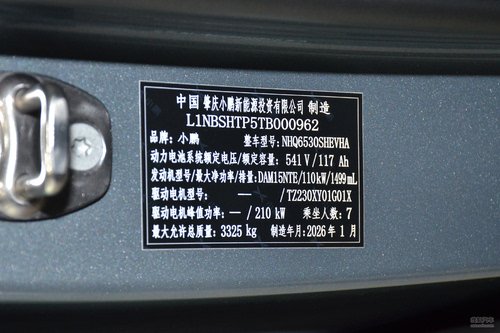 中国 肇庆小鹏新能源投资有限公司 制造
L1NBSHTP5TB000962
品牌：小鹏 整车型号：NHQ6530SHEVHA
动力电池系统额定电压/额定容量：541 V/117 Ah
发动机型号/最大净功率/排量：DAM15NTE/110kW/1499mL
驱动电机型号： —— /TZ230XY01G01X
驱动电机峰值功率：—/210 kW 乘坐人数：7
最大允许总质量：3325 kg 制造年月：2026年 1月